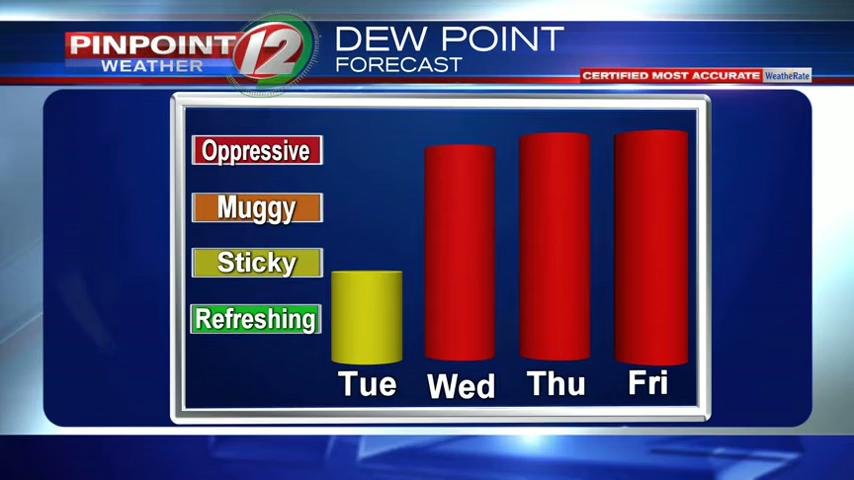 PINPOINT 12
WEATHER
DEW POINT
FORECAST
CERTIFIED MOST ACCURATE WeatheRate
Oppressive
Muggy
Sticky
Refreshing
Tue Wed Thu Fri